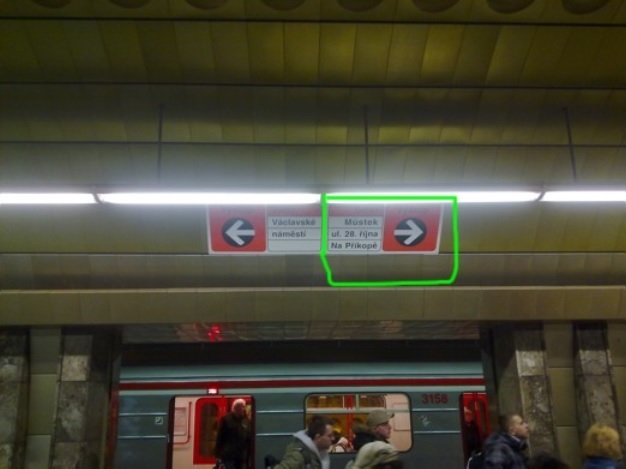 Václavské
náměstí
Můstek
ul. 28. října
Na Příkopě
3158